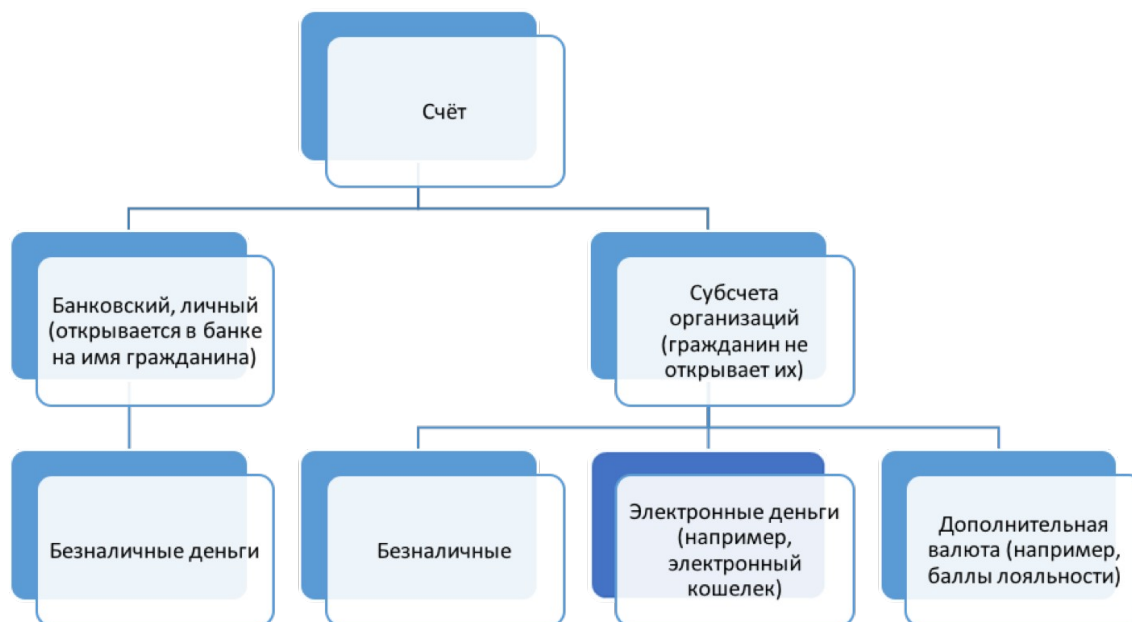 Счёт
Банковский, личный
(открывается в банке
на имя гражданина)
Субсчета
организаций
(гражданин не
открывает их)
Безналичные деньги
Безналичные
Электронные деньги
(например,
электронный
кошелек)
Дополнительная
валюта (например,
баллы лояльности)